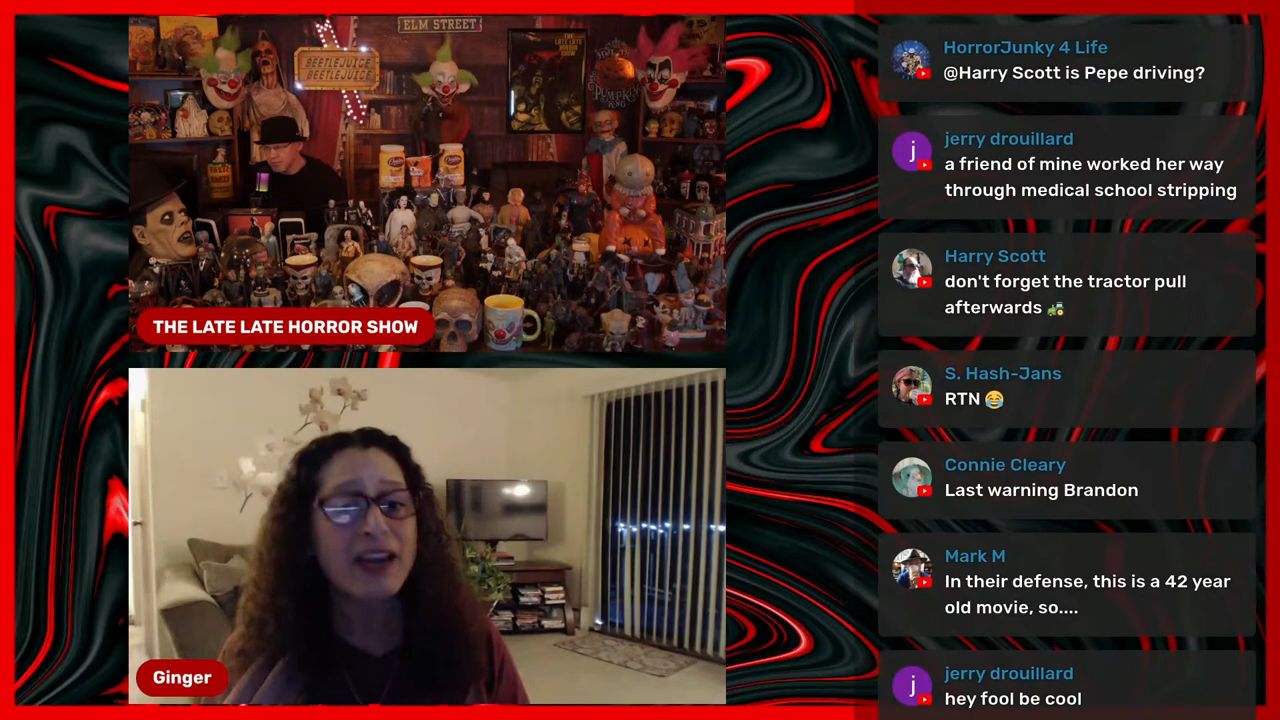 ELM STREET
BEETLEJUICE
BEETLEJUICE
PUMPKIN
KING
THE LATE LATE HORROR SHOW
Ginger
HorrorJunky 4 Life
@Harry Scott is Pepe driving?
j
jerry drouillard
a friend of mine worked her way
through medical school stripping
Harry Scott
don't forget the tractor pull
afterwards 🚜
S. Hash-Jans
RTN 😂
Connie Cleary
Last warning Brandon
Mark M
In their defense, this is a 42 year
old movie, so....
j
jerry drouillard
hey fool be cool